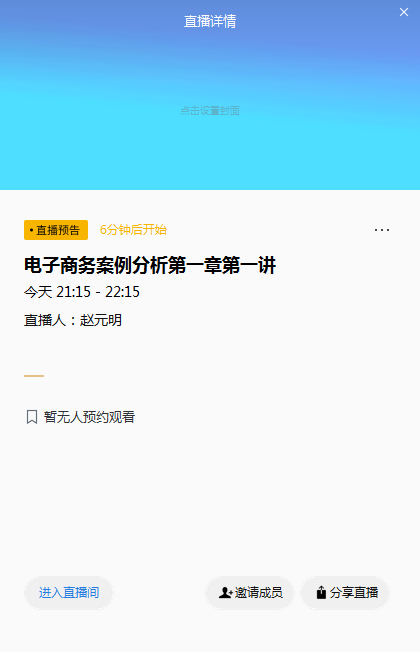 直播详情
点击设置封面
• 直播预告 6分钟后开始
电子商务案例分析第一章第一讲
今天 21:15 - 22:15
直播人：赵元明
暂无人预约观看
进入直播间 邀请成员 分享直播